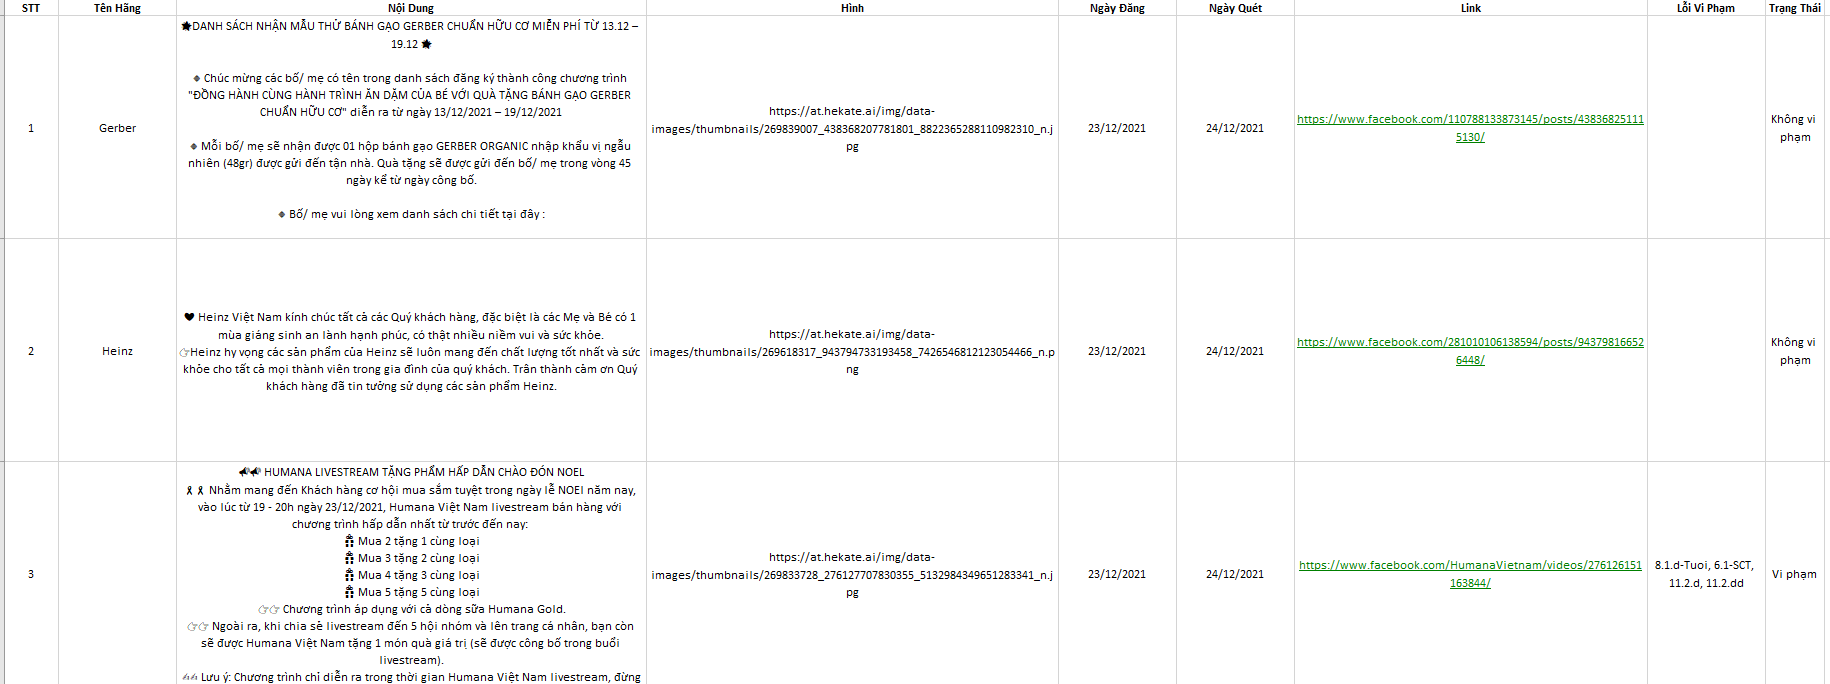 STT Tên Hãng Nội Dung Hình Ngày Đăng Ngày Quét Link Lỗi Vi Phạm Trạng Thái
DANH SÁCH NHẬN MẪU THỬ BÁNH GẠO GERBER CHUẨN HỮU CƠ MIỄN PHÍ TỪ 13.12 –
19.12
Chúc mừng các bố/ mẹ có tên trong danh sách đăng ký thành công chương trình
"ĐỒNG HÀNH CÙNG HÀNH TRÌNH ĂN DẶM CỦA BÉ VỚI QUÀ TẶNG BÁNH GẠO GERBER
CHUẨN HỮU CƠ" diễn ra từ ngày 13/12/2021 – 19/12/2021
Mỗi bố/ mẹ sẽ nhận được 01 hộp bánh gạo GERBER ORGANIC nhập khẩu vị ngẫu
nhiên (48gr) được gửi đến tận nhà. Quà tặng sẽ được gửi đến bố/ mẹ trong vòng 45
ngày kể từ ngày công bố.
Bố/ mẹ vui lòng xem danh sách chi tiết tại đây :
1
Gerber
https://at.hekate.ai/img/data-
images/thumbnails/269839007_438368207781801_8822365288110982310_n.j
pg
23/12/2021
24/12/2021
https://www.facebook.com/110788133873145/posts/43836825111
5130/
Không vi
phạm
2
Heinz
Heinz Việt Nam kính chúc tất cả các Quý khách hàng, đặc biệt là các Mẹ và Bé có 1
mùa giáng sinh an lành hạnh phúc, có thật nhiều niềm vui và sức khỏe.
Heinz hy vọng các sản phẩm của Heinz sẽ luôn mang đến chất lượng tốt nhất và sức
khỏe cho tất cả mọi thành viên trong gia đình của quý khách. Trân thành cảm ơn Quý
khách hàng đã tin tưởng sử dụng các sản phẩm Heinz.
https://at.hekate.ai/img/data-
images/thumbnails/269618317_943794733193458_7426546812123054466_n.p
ng
23/12/2021
24/12/2021
https://www.facebook.com/281010106138594/posts/94379816652
6448/
Không vi
phạm
3
HUMANA LIVESTREAM TẶNG PHẨM HẤP DẪN CHÀO ĐÓN NOEL
Nhằm mang đến Khách hàng cơ hội mua sắm tuyệt trong ngày lễ NOEl năm nay,
vào lúc từ 19 - 20h ngày 23/12/2021, Humana Việt Nam livestream bán hàng với
chương trình hấp dẫn nhất từ trước đến nay:
Mua 2 tặng 1 cùng loại
Mua 3 tặng 2 cùng loại
Mua 4 tặng 3 cùng loại
Mua 5 tặng 5 cùng loại
Chương trình áp dụng với cả dòng sữa Humana Gold.
Ngoài ra, khi chia sẻ livestream đến 5 hội nhóm và lên trang cá nhân, bạn còn
sẽ được Humana Việt Nam tặng 1 món quà giá trị (sẽ được công bố trong buổi
livestream).
Lưu ý: Chương trình chỉ diễn ra trong thời gian Humana Việt Nam livestream, đừng
https://at.hekate.ai/img/data-
images/thumbnails/269833728_276127707830355_5132984349651283341_n.j
pg
23/12/2021
24/12/2021
https://www.facebook.com/HumanaVietnam/videos/276126151
163844/
8.1.d-Tuoi, 6.1-SCT,
11.2.d, 11.2.dd
Vi phạm